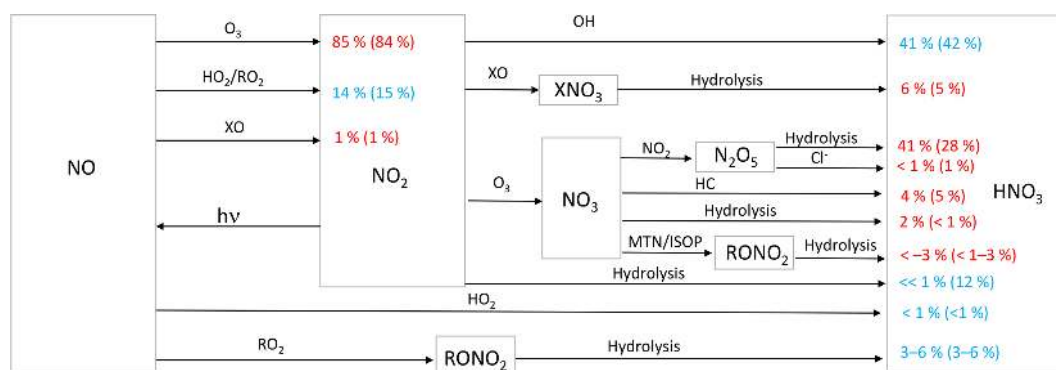 O₃
OH
85 % (84 %)
41 % (42 %)
HO₂/RO₂
XO
Hydrolysis
14 % (15 %)
XNO₃
6 % (5 %)
XO
1 % (1 %)
Hydrolysis
NO₂
41 % (28 %)
N₂O₅
Cl⁻
< 1 % (1 %)
NO
NO₂
O₃
HC
NO₃
4 % (5 %)
HNO₃
hν
Hydrolysis
2 % (< 1 %)
MTN/ISOP
Hydrolysis
RONO₂
< –3 % (< 1–3 %)
Hydrolysis
<< 1 % (12 %)
HO₂
< 1 % (<1 %)
RO₂
RONO₂
Hydrolysis
3–6 % (3–6 %)